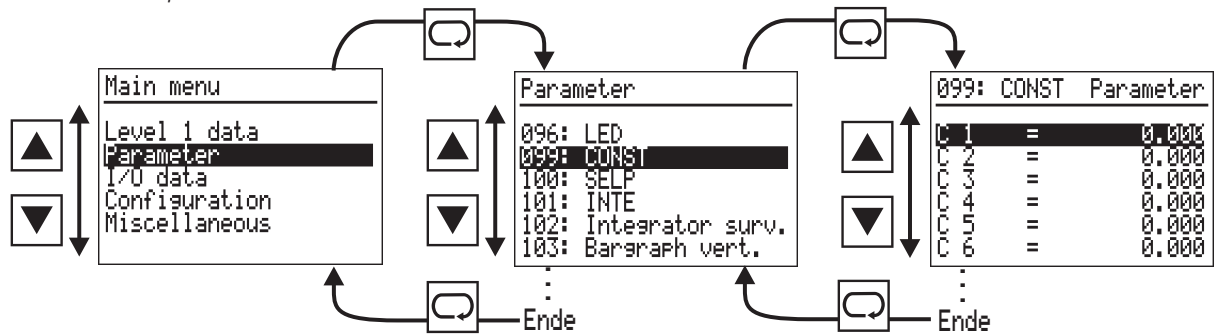 Main menu
Level 1 data
Parameter
I/O data
Configuration
Miscellaneous
Parameter
096: LED
099: CONST
100: SELP
101: INTE
102: Integrator surv.
103: Bargraph vert.
Ende
099: CONST Parameter
C 1 = 0.000
C 2 = 0.000
C 3 = 0.000
C 4 = 0.000
C 5 = 0.000
C 6 = 0.000
Ende